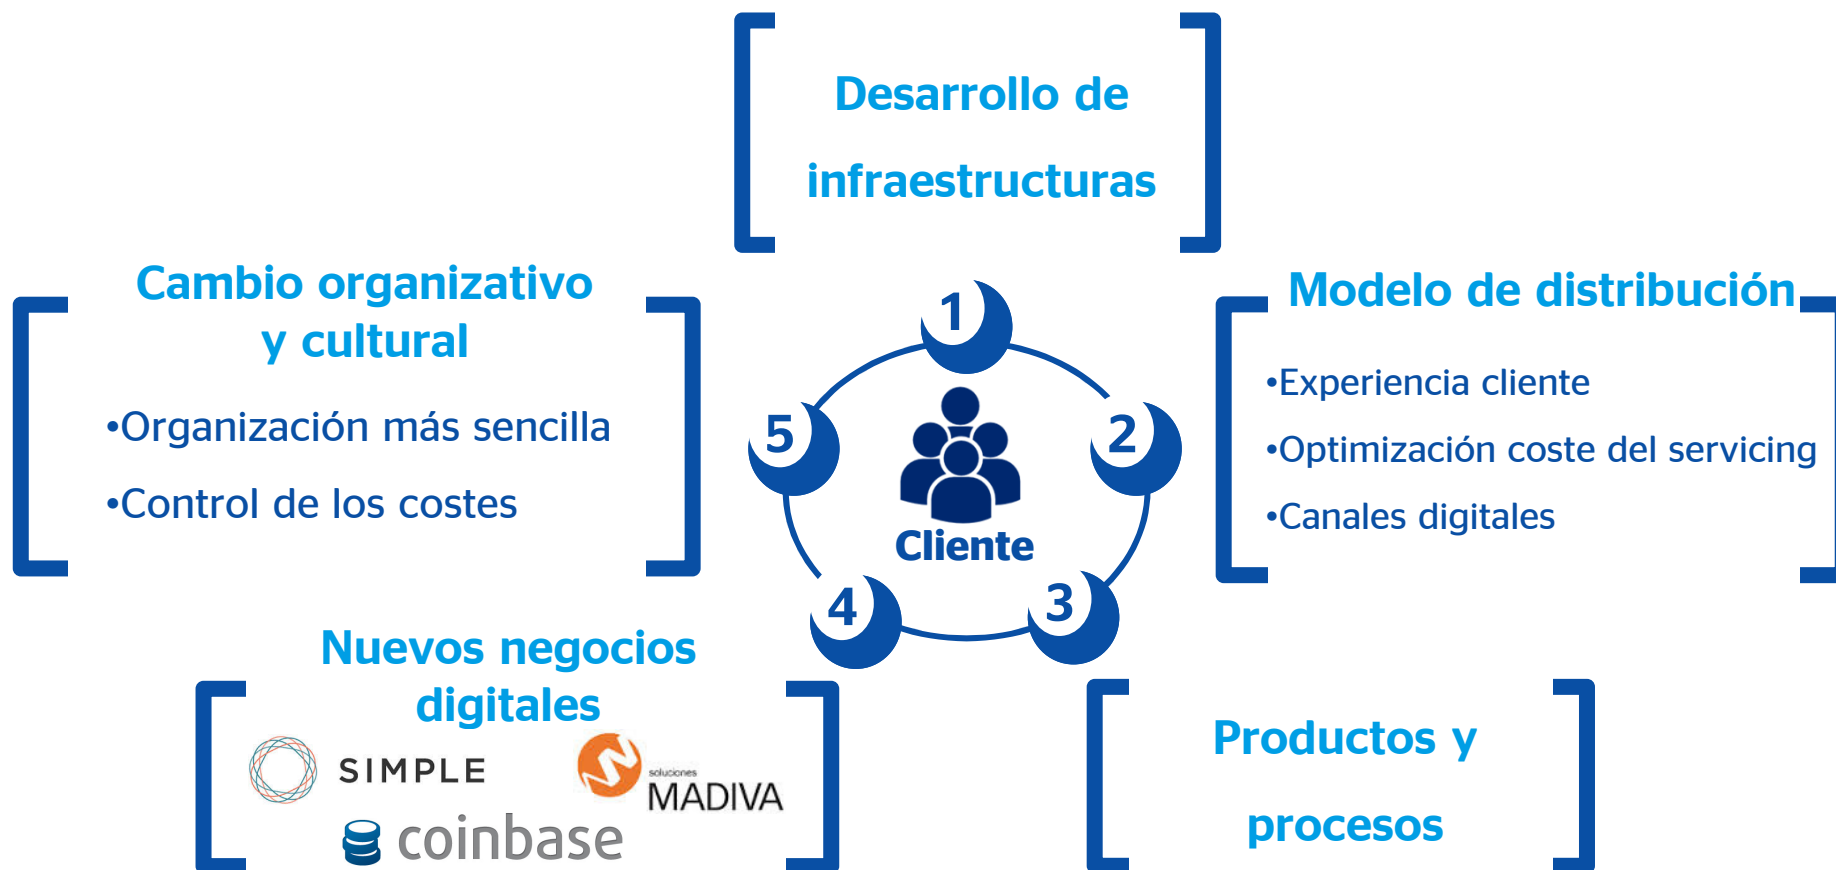 Desarrollo de
infraestructuras
1
Modelo de distribución
•Experiencia cliente
•Optimización coste del servicing
•Canales digitales
2
Productos y
procesos
3
Nuevos negocios
digitales
SIMPLE
soluciones
MADIVA
coinbase
4
Cambio organizativo
y cultural
•Organización más sencilla
•Control de los costes
5
Cliente